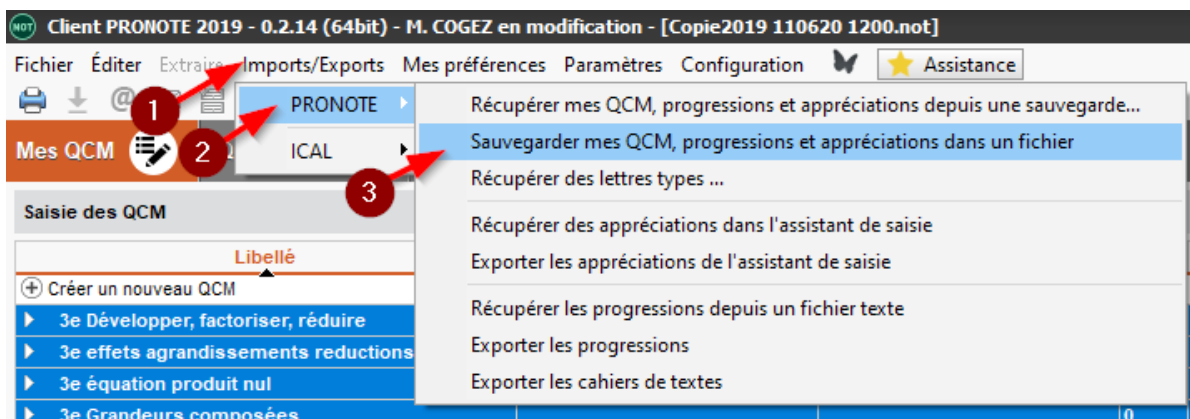 Client PRONOTE 2019 - 0.2.14 (64bit) - M. COGEZ en modification - [Copie2019 110620 1200.not]
Fichier Éditer Extraire Imports/Exports Mes préférences Paramètres Configuration Assistance
1
PRONOTE
2
ICAL
3
Récupérer mes QCM, progressions et appréciations depuis une sauvegarde...
Sauvegarder mes QCM, progressions et appréciations dans un fichier
Récupérer des lettres types ...
Récupérer des appréciations dans l'assistant de saisie
Exporter les appréciations de l'assistant de saisie
Récupérer les progressions depuis un fichier texte
Exporter les progressions
Exporter les cahiers de textes
Mes QCM
Saisie des QCM
Libellé
Créer un nouveau QCM
3e Développer, factoriser, réduire
3e effets agrandissements reductions
3e équation produit nul
3e Grandeurs composées
0